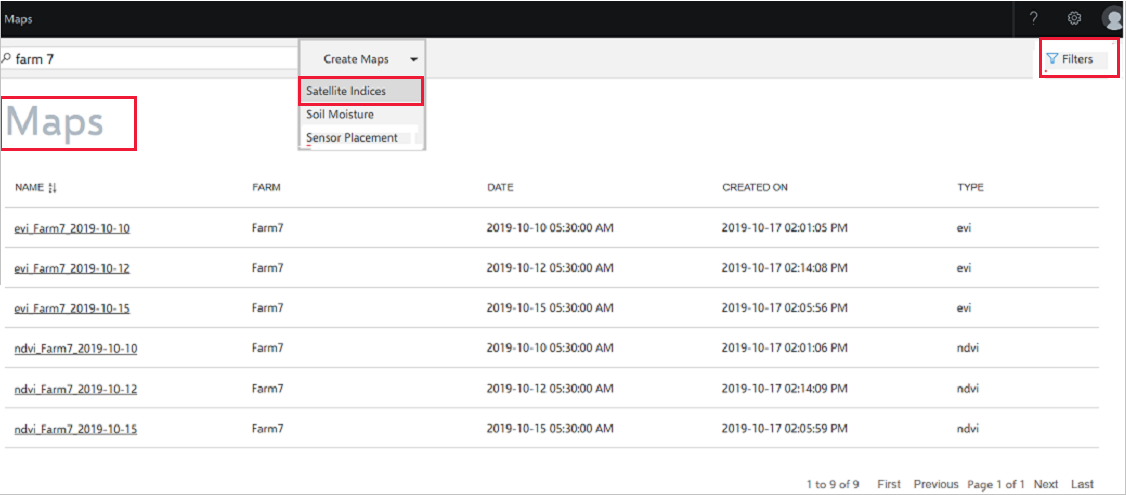 Maps
?
farm 7
Create Maps
Filters
Satellite Indices
Soil Moisture
Sensor Placement
Maps
NAME FARM DATE CREATED ON TYPE
evi_Farm7_2019-10-10 Farm7 2019-10-10 05:30:00 AM 2019-10-17 02:01:05 PM evi
evi_Farm7_2019-10-12 Farm7 2019-10-12 05:30:00 AM 2019-10-17 02:14:08 PM evi
evi_Farm7_2019-10-15 Farm7 2019-10-15 05:30:00 AM 2019-10-17 02:05:56 PM evi
ndvi_Farm7_2019-10-10 Farm7 2019-10-10 05:30:00 AM 2019-10-17 02:01:06 PM ndvi
ndvi_Farm7_2019-10-12 Farm7 2019-10-12 05:30:00 AM 2019-10-17 02:14:09 PM ndvi
ndvi_Farm7_2019-10-15 Farm7 2019-10-15 05:30:00 AM 2019-10-17 02:05:59 PM ndvi
1 to 9 of 9 First Previous Page 1 of 1 Next Last